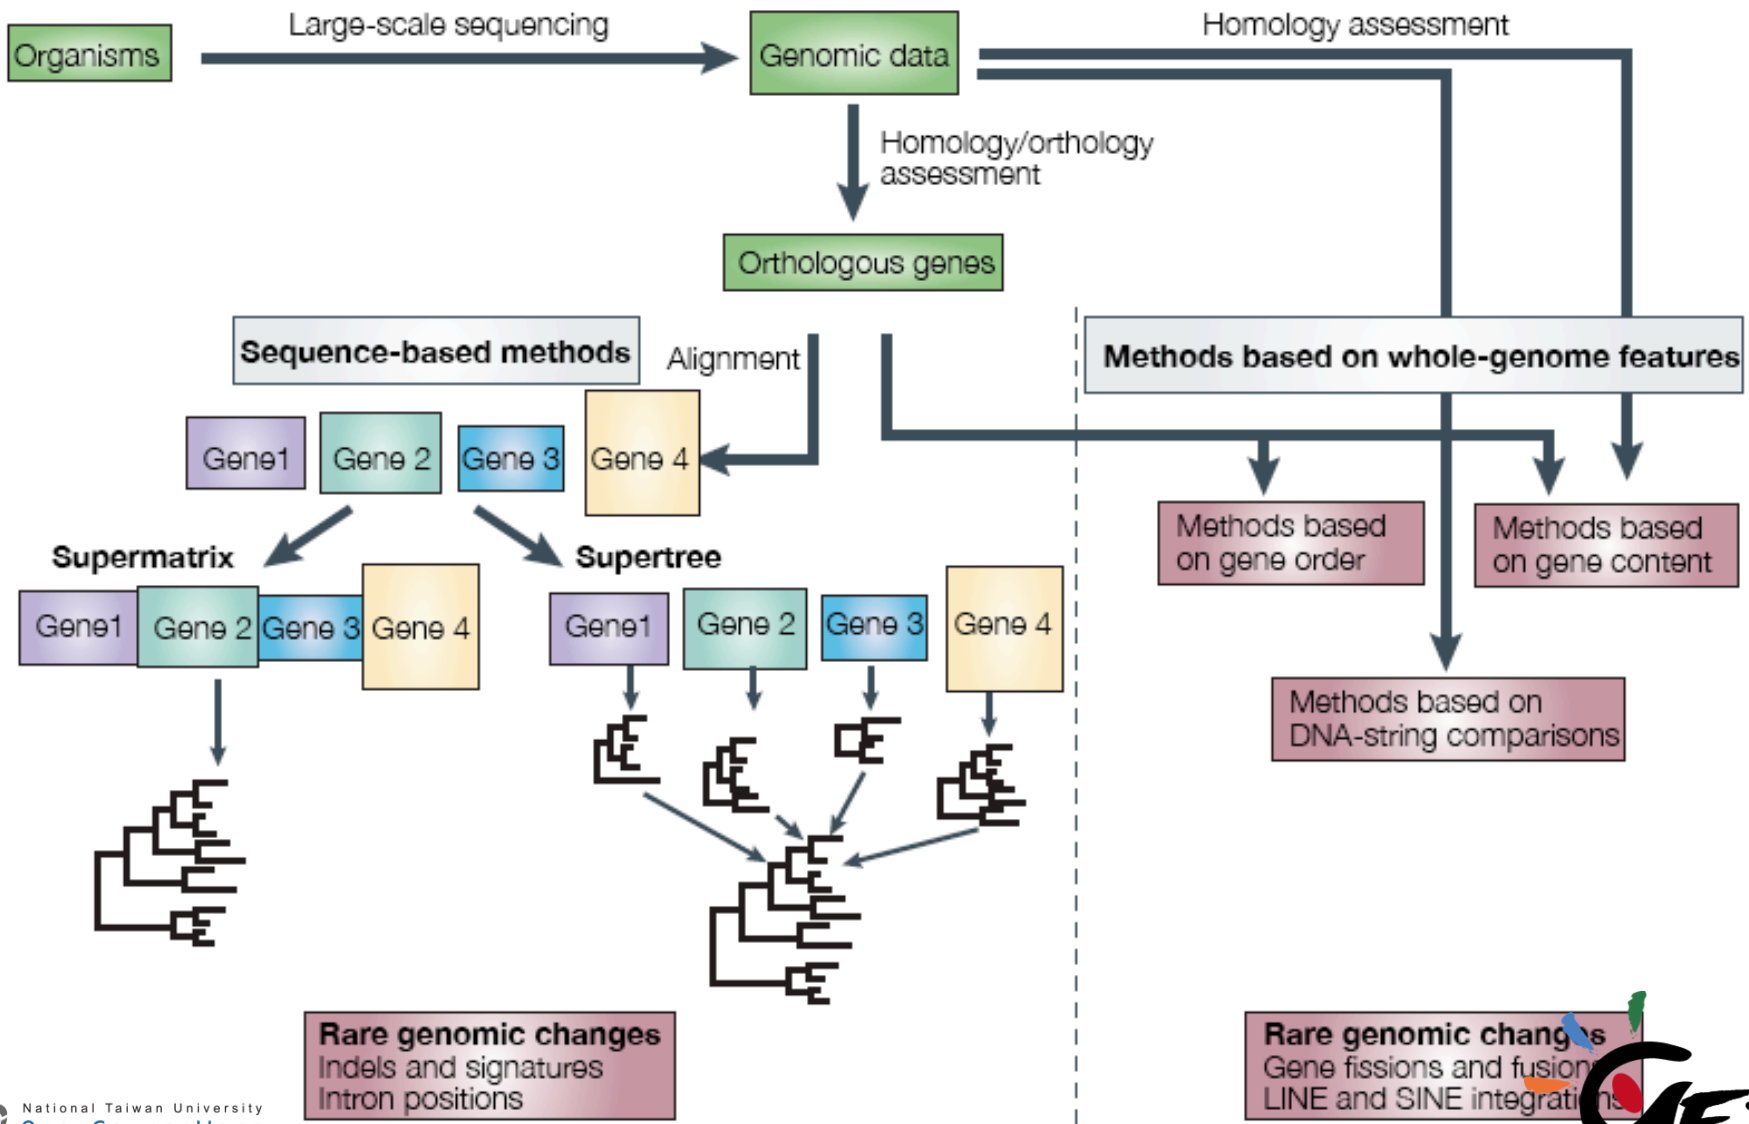 Large-scale sequencing
Homology assessment
Organisms
Genomic data
Homology/orthology
assessment
Orthologous genes
Sequence-based methods
Alignment
Methods based on whole-genome features
Gene1
Gene 2
Gene 3
Gene 4
Methods based
on gene order
Methods based
on gene content
Supermatrix
Supertree
Gene1
Gene 2
Gene 3
Gene 4
Gene1
Gene 2
Gene 3
Gene 4
Methods based on
DNA-string comparisons
Rare genomic changes
Indels and signatures
Intron positions
Rare genomic changes
Gene fissions and fusions
LINE and SINE integrations
National Taiwan University